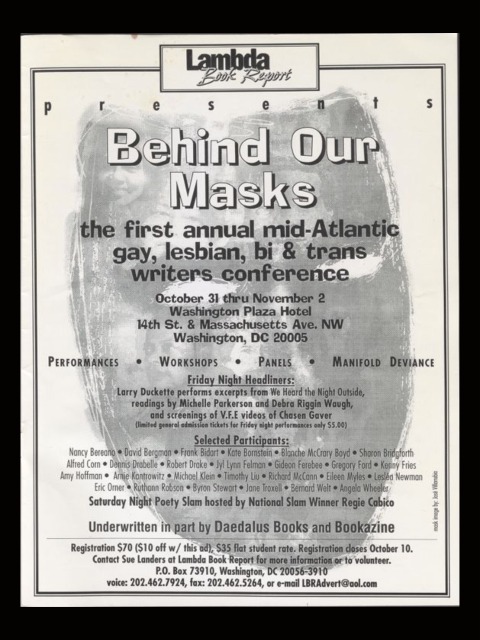 Lambda
Book Report
presents
Behind Our
Masks
the first annual mid-Atlantic
gay, lesbian, bi & trans
writers conference
October 31 thru November 2
Washington Plaza Hotel
14th St. & Massachusetts Ave. NW
Washington, DC 20005
PERFORMANCES • WORKSHOPS • PANELS • MANIFOLD DEVIANCE
Friday Night Headliners:
Larry Duckette performs excerpts from We Heard the Night Outside,
readings by Michelle Parkerson and Debra Riggin Waugh,
and screenings of V.F.E videos of Chasen Gaver
(limited general admission tickets for Friday night performances only $5.00)
Selected Participants:
Nancy Bereano • David Bergman • Frank Bidart • Kate Bornstein • Blanche McCrary Boyd • Sharon Bridgforth
Alfred Corn • Dennis Drabelle • Robert Drake • Jyl Lynn Felman • Gideon Ferebee • Gregory Ford • Kenny Fries
Amy Hoffman • Arnie Kantrowitz • Michael Klein • Timothy Liu • Richard McCann • Eileen Myles • Lesléa Newman
Eric Orner • Ruthann Robson • Byron Stewart • Jane Troxell • Bernard Welt • Angela Wheeler
Saturday Night Poety Slam hosted by National Slam Winner Regie Cabico
Underwritten in part by Daedalus Books and Bookazine
mask image by: José Villarrubia
Registration $70 ($10 off w/ this ad), $35 flat student rate. Registration closes October 10.
Contact Sue Landers at Lambda Book Report for more information or to volunteer.
P.O. Box 73910, Washington, DC 20056-3910
voice: 202.462.7924, fax: 202.462.5264, or e-mail LBRAdvert@aol.com